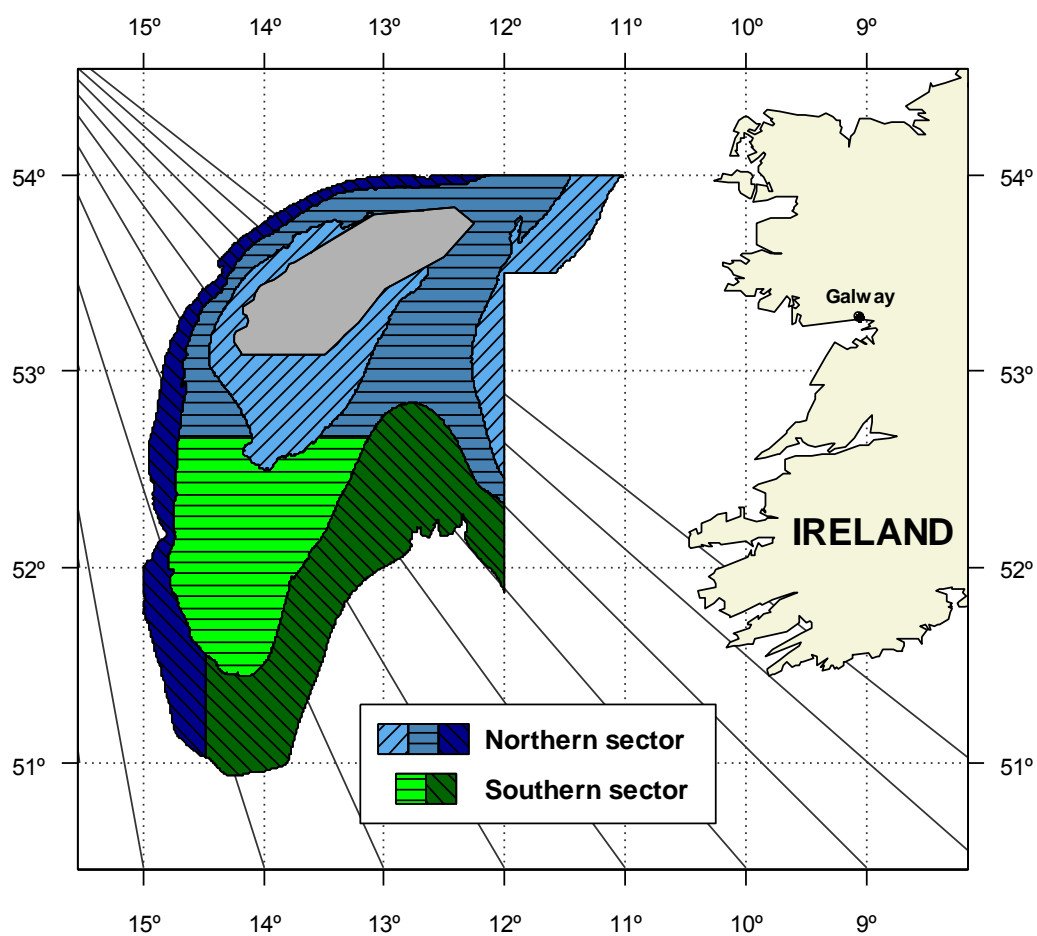 15º 14º 13º 12º 11º 10º 9º
54º 54º
Galway
53º 53º
IRELAND
52º 52º
Northern sector
51º 51º
Southern sector
15º 14º 13º 12º 11º 10º 9º